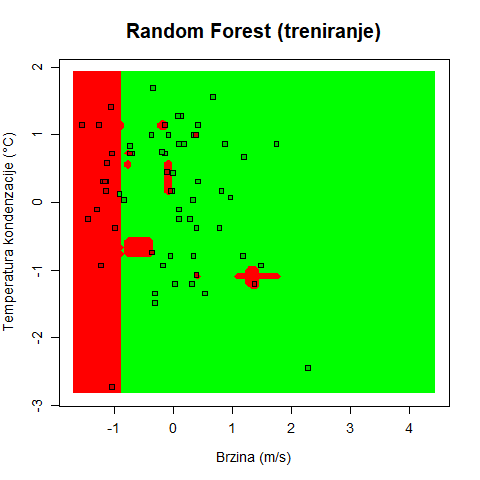 Random Forest (treniranje)
Temperatura kondenzacije (°C)
2
1
0
-1
-2
-3
-1 0 1 2 3 4
Brzina (m/s)